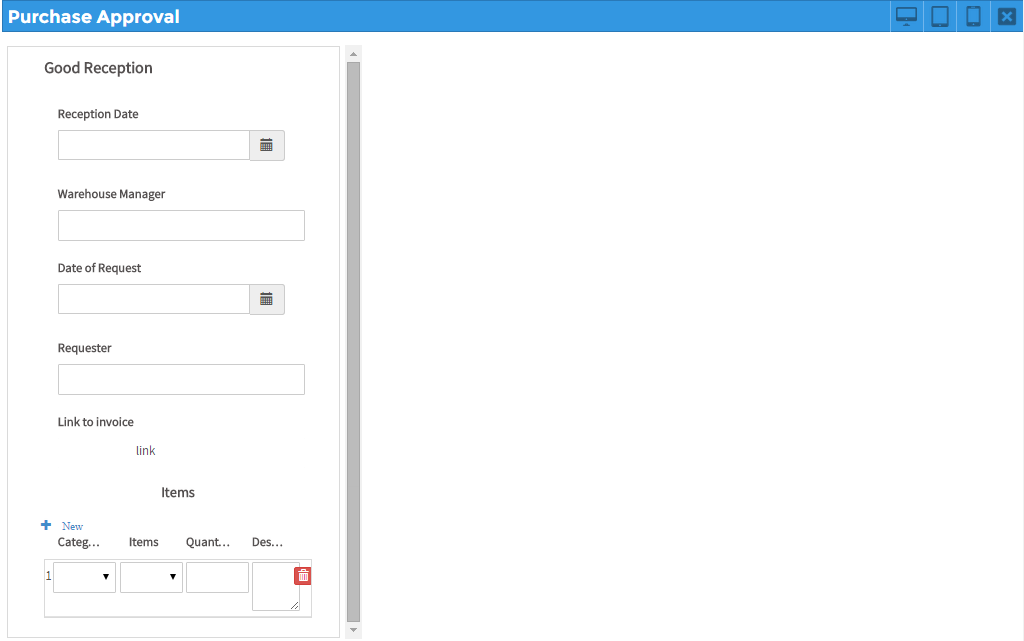 Purchase Approval
Good Reception
Reception Date
Warehouse Manager
Date of Request
Requester
Link to invoice
link
Items
New
Categ... Items Quant... Des...
1